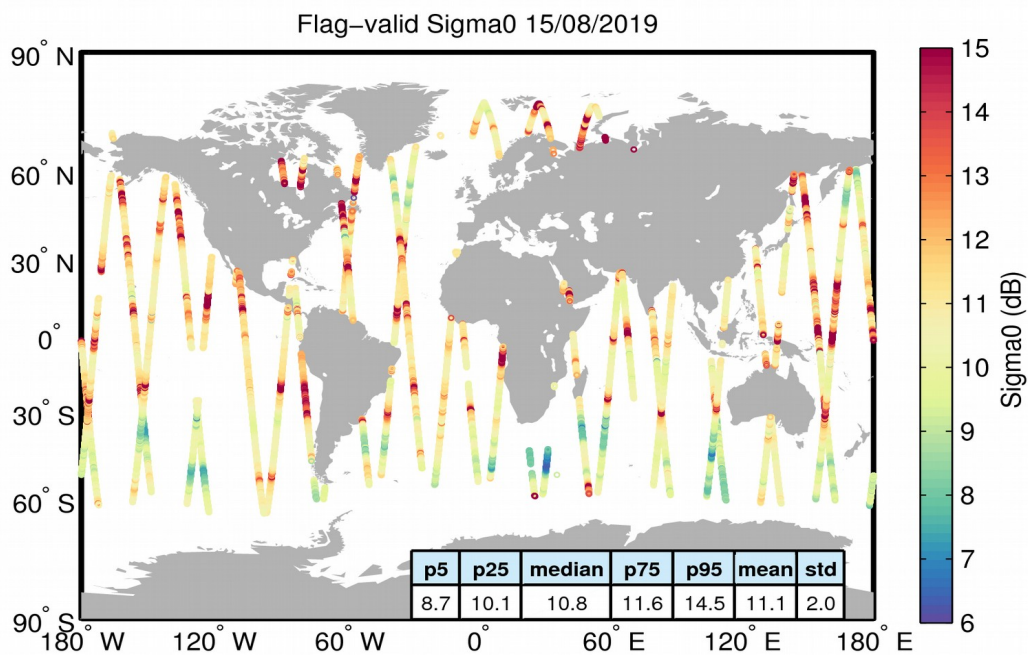 Flag−valid Sigma0 15/08/2019
90° N
60° N
30° N
0°
30° S
60° S
90° S
180° W 120° W 60° W 0° 60° E 120° E 180° E
15
14
13
12
11
10
9
8
7
6
Sigma0 (dB)
p5 p25 median p75 p95 mean std
8.7 10.1 10.8 11.6 14.5 11.1 2.0